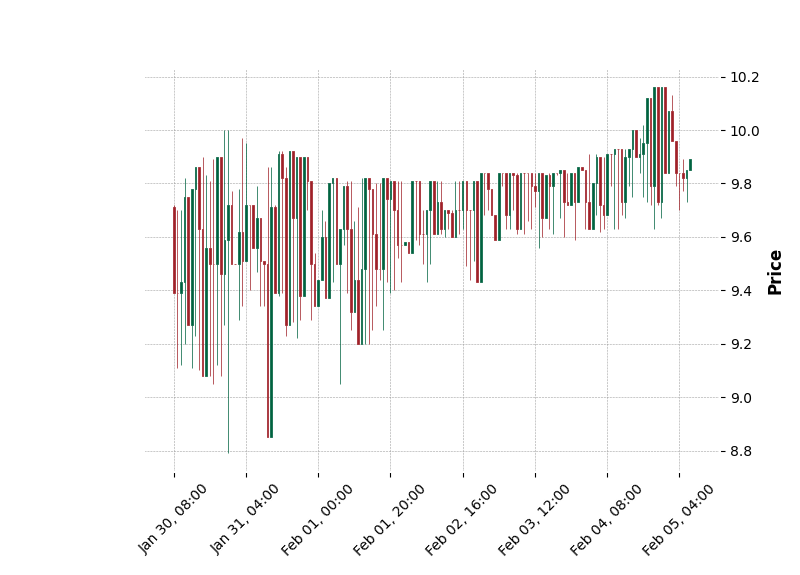 10.2
10.0
9.8
9.6
9.4
9.2
9.0
8.8
Price
Jan 30, 08:00
Jan 31, 04:00
Feb 01, 00:00
Feb 01, 20:00
Feb 02, 16:00
Feb 03, 12:00
Feb 04, 08:00
Feb 05, 04:00